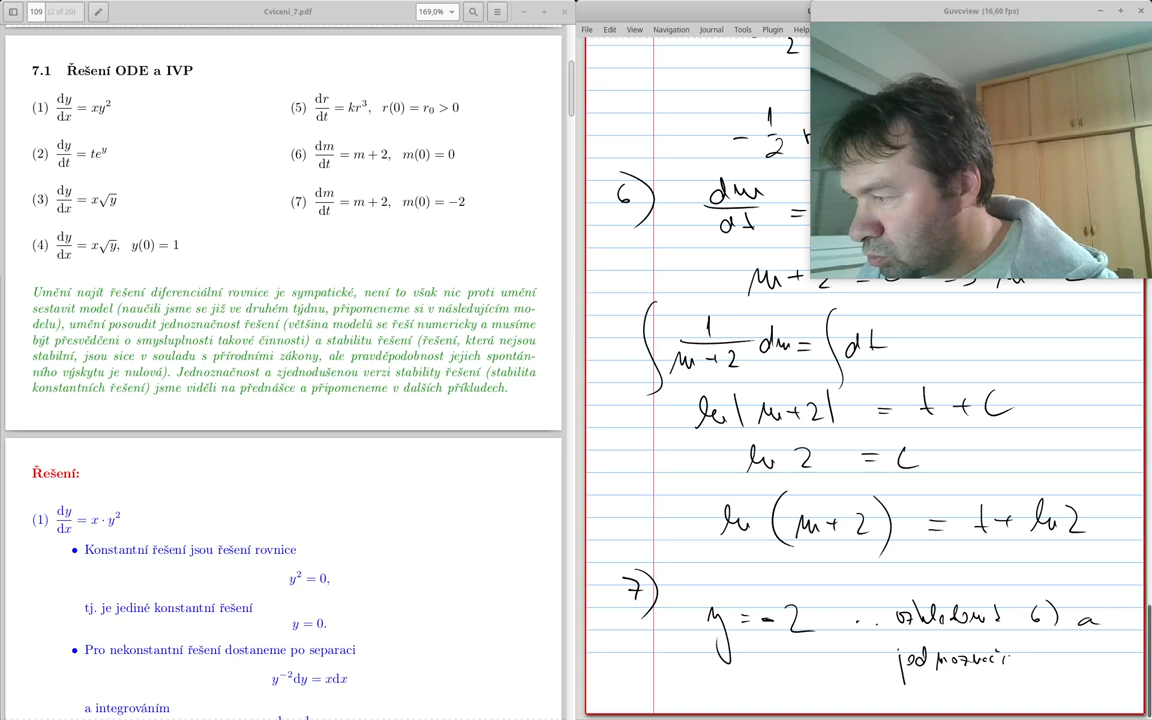 109 (2 of 20)
Cviceni_7.pdf
169,0%
7.1 Řešení ODE a IVP
(1) dy/dx = xy²
(2) dy/dt = te^y
(3) dy/dx = x√y
(4) dy/dx = x√y, y(0) = 1
(5) dr/dt = kr³, r(0) = r₀ > 0
(6) dm/dt = m + 2, m(0) = 0
(7) dm/dt = m + 2, m(0) = −2
Umění najít řešení diferenciální rovnice je sympatické, není to však nic proti umění
sestavit model (naučili jsme se již ve druhém týdnu, připomeneme si v následujícím mo-
delu), umění posoudit jednoznačnost řešení (většina modelů se řeší numericky a musíme
být přesvědčeni o smysluplnosti takové činnosti) a stabilitu řešení (řešení, která nejsou
stabilní, jsou sice v souladu s přírodními zákony, ale pravděpodobnost jejich spontán-
ního výskytu je nulová). Jednoznačnost a zjednodušenou verzi stability řešení (stabilita
konstantních řešení) jsme viděli na přednášce a připomeneme v dalších příkladech.
Řešení:
(1) dy/dx = x · y²
• Konstantní řešení jsou řešení rovnice
y² = 0,
tj. je jediné konstantní řešení
y = 0.
• Pro nekonstantní řešení dostaneme po separaci
y⁻²dy = xdx
a integrováním
File Edit View Navigation Journal Tools Plugin Help
Guvcview (16,60 fps)
2
− 1/2
6) dm/dt =
m + 2
∫ 1/(m+2) dm = ∫ dt
ln|m+2| = t + C
ln 2 = C
ln (m+2) = t + ln2
7) y = -2 .. vzhledem 6) a